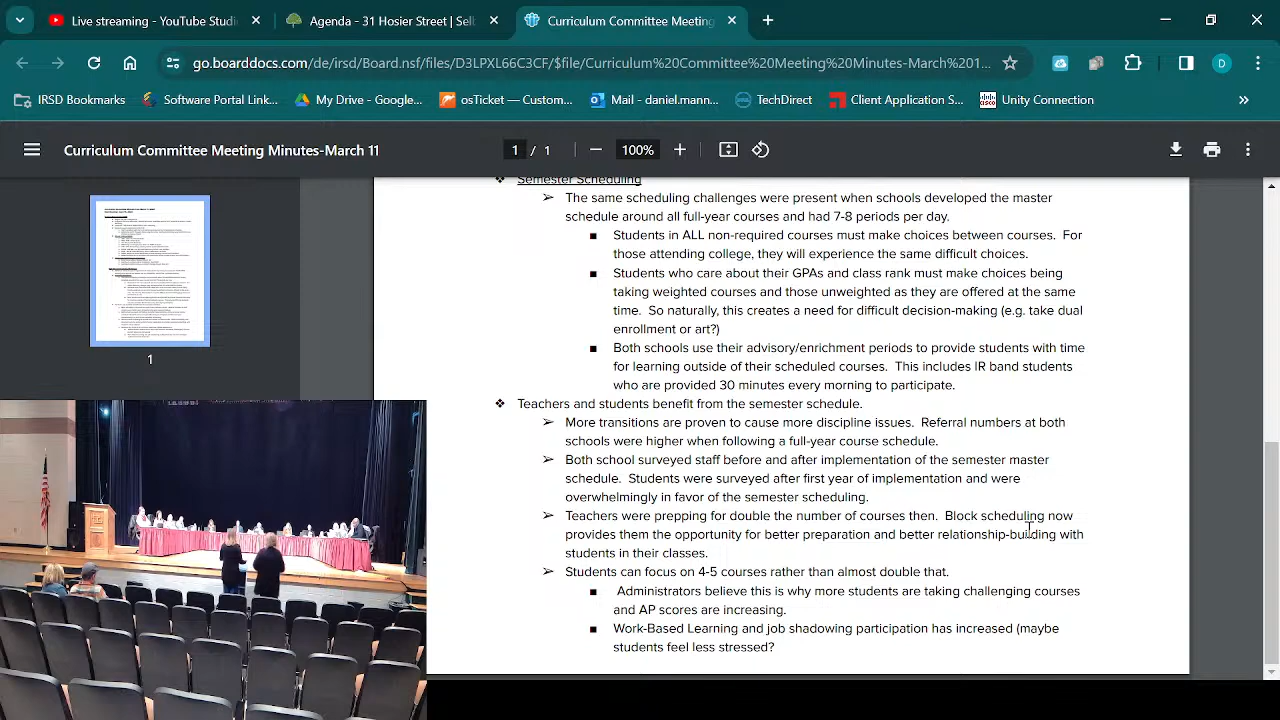 Live streaming - YouTube Studi
Agenda - 31 Hosier Street | Sel
Curriculum Committee Meeting
go.boarddocs.com/de/irsd/Board.nsf/files/D3LPXL66C3CF/$file/Curriculum%20Committee%20Meeting%20Minutes-March%201...
D
IRSD Bookmarks
Software Portal Link...
My Drive - Google...
osTicket — Custom...
Mail - daniel.mann...
TechDirect
Client Application S...
Unity Connection
Curriculum Committee Meeting Minutes-March 11
1 / 1
100%
1
Semester Scheduling
The same scheduling challenges were present when schools developed the master
schedule around all full-year courses and had 7-8 periods per day.
Students in ALL non-required courses must make choices between courses. For
those attending college, they will experience the same difficult choices.
Students who care about their GPAs and class rank must make choices using
taking weighted courses and those unweighted as they are offered at the same
time. So naturally, this creates a need for difficult decision-making (e.g. take dual
enrollment or art?)
Both schools use their advisory/enrichment periods to provide students with time
for learning outside of their scheduled courses. This includes IR band students
who are provided 30 minutes every morning to participate.
Teachers and students benefit from the semester schedule.
More transitions are proven to cause more discipline issues. Referral numbers at both
schools were higher when following a full-year course schedule.
Both school surveyed staff before and after implementation of the semester master
schedule. Students were surveyed after first year of implementation and were
overwhelmingly in favor of the semester scheduling.
Teachers were prepping for double the number of courses then. Block scheduling now
provides them the opportunity for better preparation and better relationship-building with
students in their classes.
Students can focus on 4-5 courses rather than almost double that.
Administrators believe this is why more students are taking challenging courses
and AP scores are increasing.
Work-Based Learning and job shadowing participation has increased (maybe
students feel less stressed?